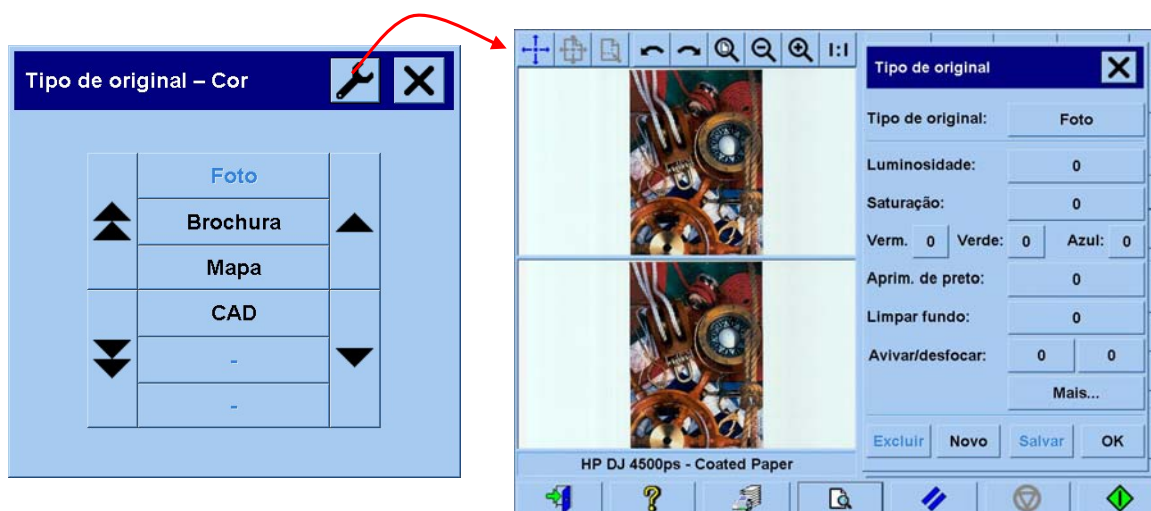 Tipo de original – Cor
Foto
Brochura
Mapa
CAD
-
-
1:1
HP DJ 4500ps - Coated Paper
Tipo de original
Tipo de original: Foto
Luminosidade: 0
Saturação: 0
Verm. 0 Verde: 0 Azul: 0
Aprim. de preto: 0
Limpar fundo: 0
Avivar/desfocar: 0 0
Mais...
Excluir Novo Salvar OK